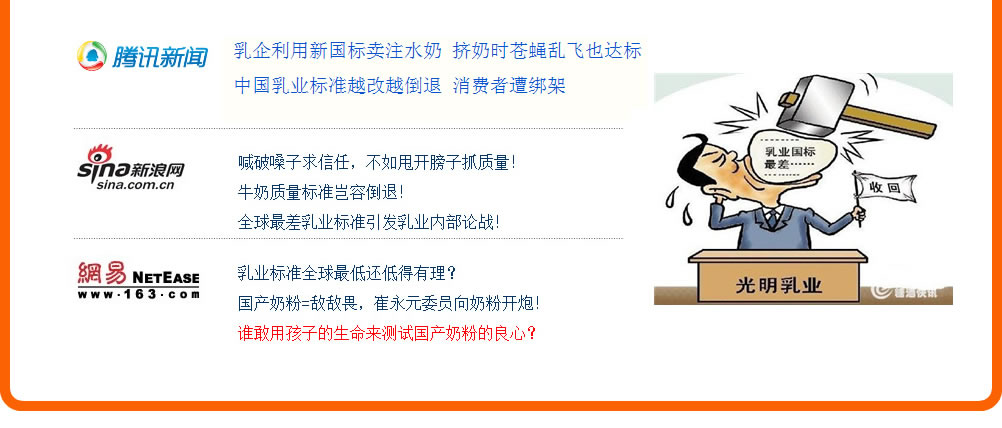 腾讯新闻
乳企利用新国标卖注水奶 挤奶时苍蝇乱飞也达标
中国乳业标准越改越倒退 消费者遭绑架
sina新浪网
sina.com.cn
喊破嗓子求信任，不如甩开膀子抓质量！
牛奶质量标准岂容倒退！
全球最差乳业标准引发乳业内部论战！
網易 NETEASE
www.163.com
乳业标准全球最低还低得有理？
国产奶粉=敌敌畏，崔永元委员向奶粉开炮！
谁敢用孩子的生命来测试国产奶粉的良心？
乳业国标
最差······
收回
光明乳业